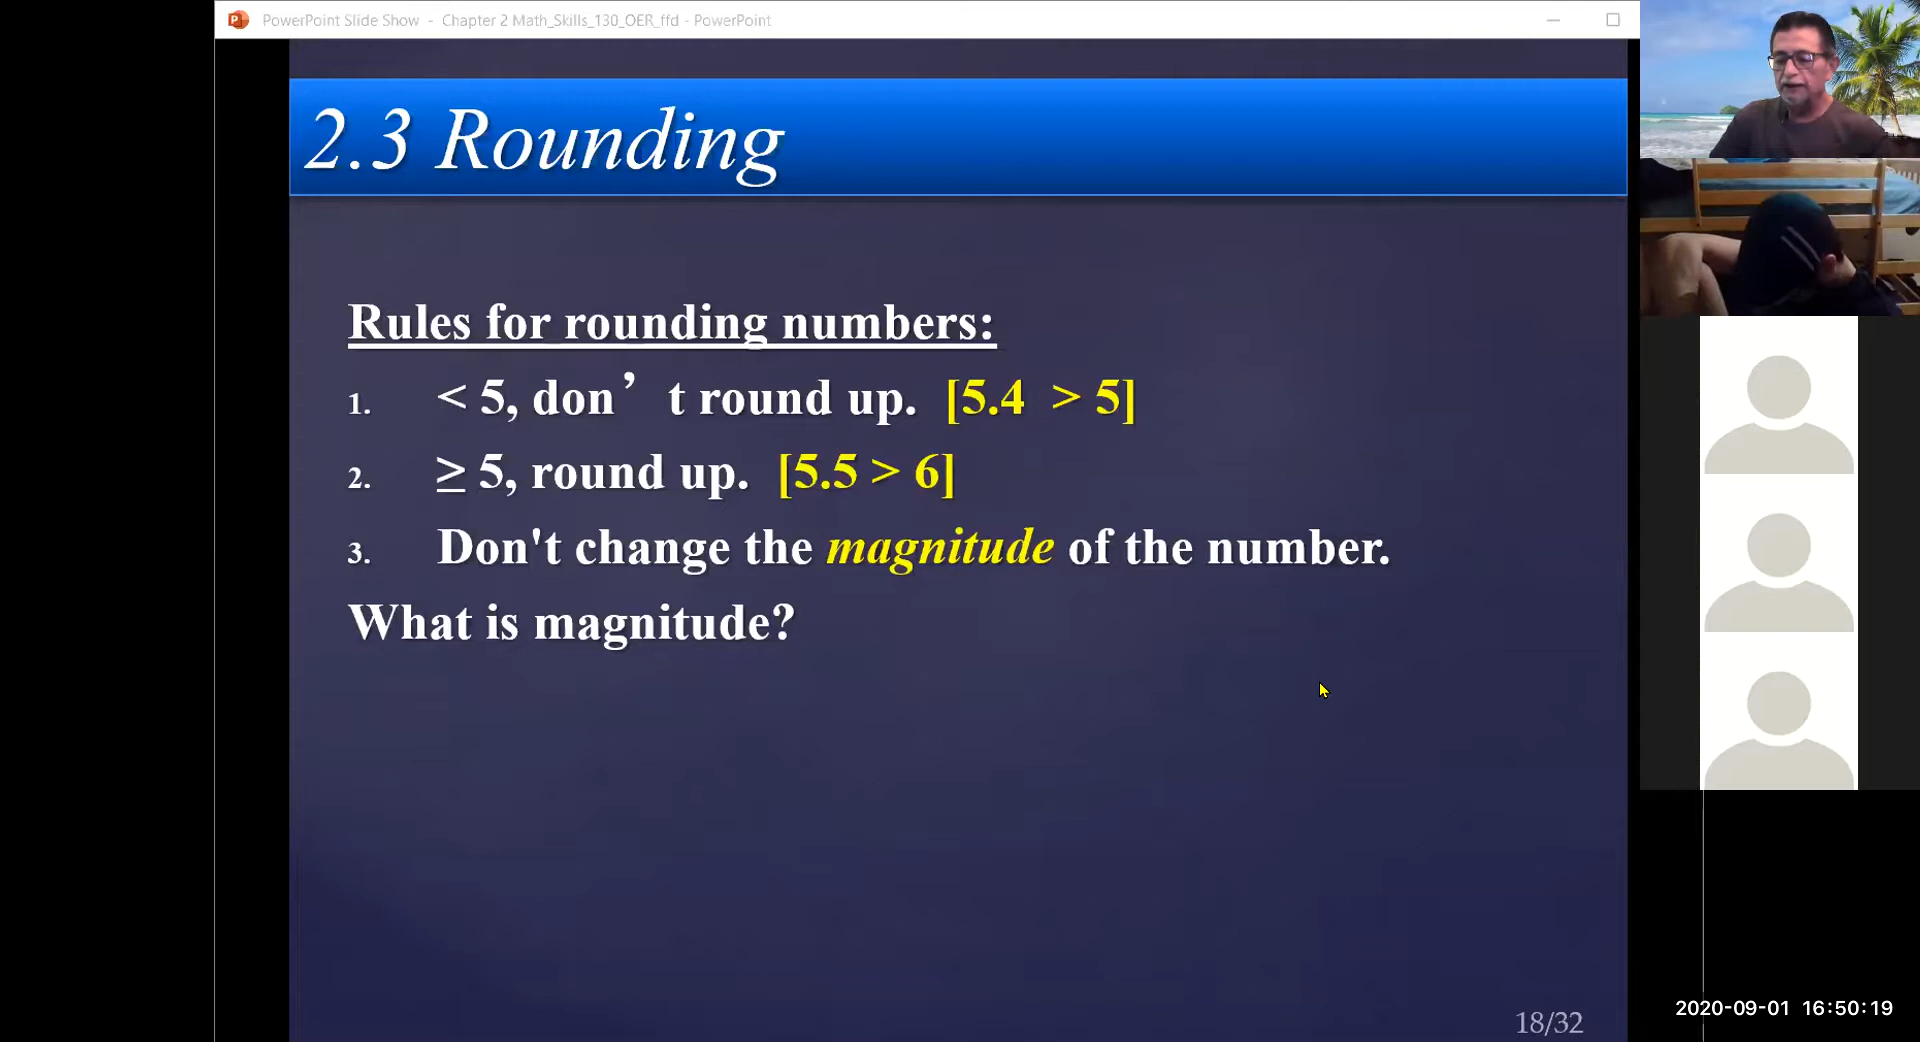 PowerPoint Slide Show - Chapter 2 Math_Skills_130_OER_ffd - PowerPoint
2.3 Rounding
Rules for rounding numbers:
1. < 5, don’t round up. [5.4 > 5]
2. ≥ 5, round up. [5.5 > 6]
3. Don't change the magnitude of the number.
What is magnitude?
18/32
2020-09-01 16:50:19